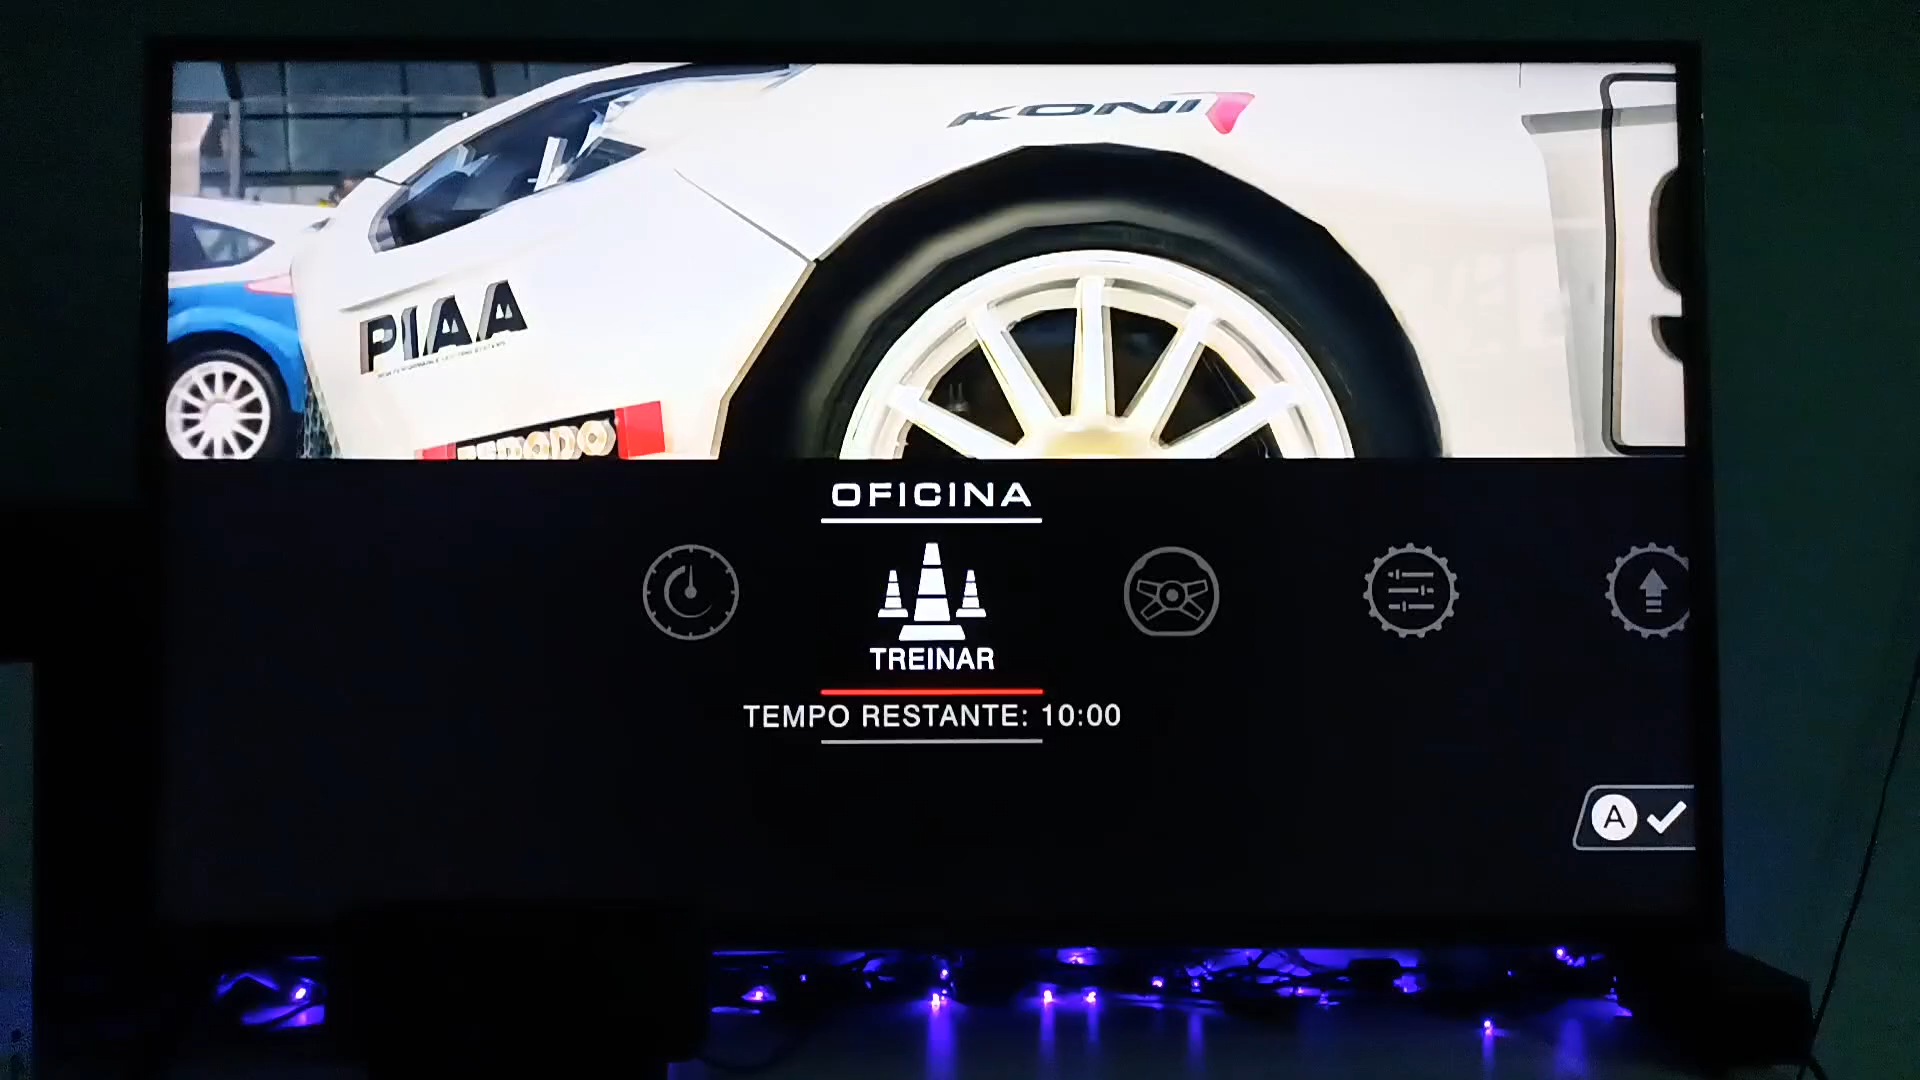 KONI
PIAA
OFICINA
TREINAR
TEMPO RESTANTE: 10:00
A